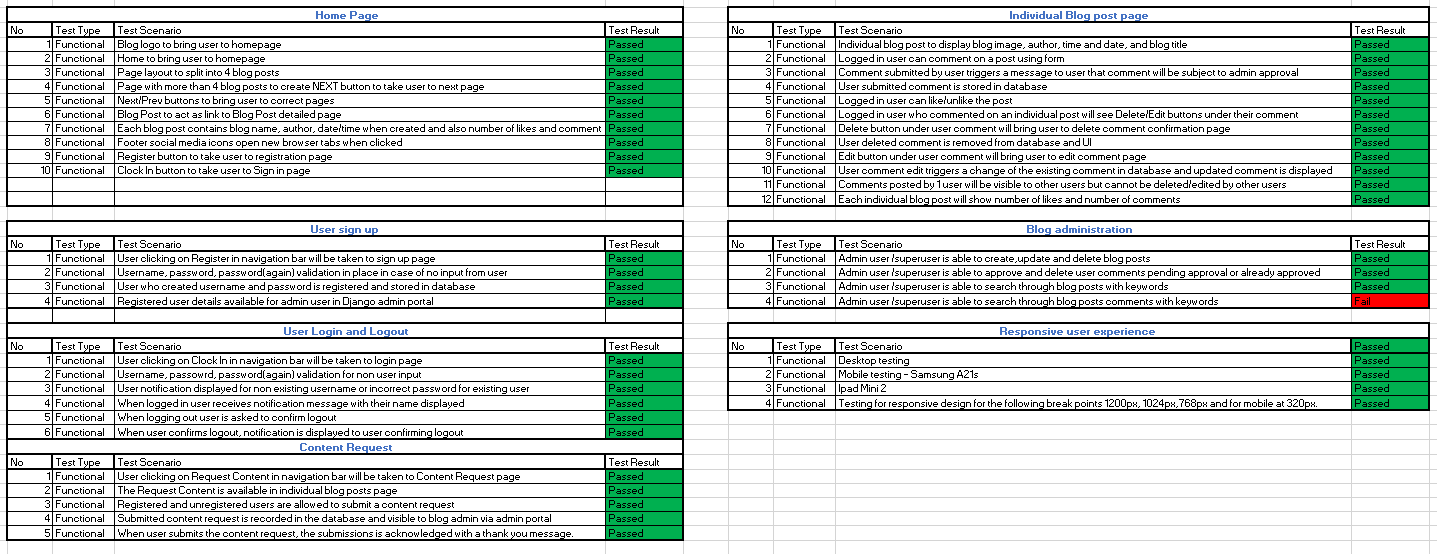 Home Page
No Test Type Test Scenario Test Result
1 Functional Blog logo to bring user to homepage Passed
2 Functional Home to bring user to homepage Passed
3 Functional Page layout to split into 4 blog posts Passed
4 Functional Page with more than 4 blog posts to create NEXT button to take user to next page Passed
5 Functional Next/Prev buttons to bring user to correct pages Passed
6 Functional Blog Post to act as link to Blog Post detailed page Passed
7 Functional Each blog post contains blog name, author, date/time when created and also number of likes and comment Passed
8 Functional Footer social media icons open new browser tabs when clicked Passed
9 Functional Register button to take user to registration page Passed
10 Functional Clock In button to take user to Sign in page Passed
User sign up
No Test Type Test Scenario Test Result
1 Functional User clicking on Register in navigation bar will be taken to sign up page Passed
2 Functional Username, password, password(again) validation in place in case of no input from user Passed
3 Functional User who created username and password is registered and stored in database Passed
4 Functional Registered user details available for admin user in Django admin portal Passed
User Login and Logout
No Test Type Test Scenario Test Result
1 Functional User clicking on Clock In in navigation bar will be taken to login page Passed
2 Functional Username, passowrd, password(again) validation for non user input Passed
3 Functional User notification displayed for non existing username or incorrect password for existing user Passed
4 Functional When logged in user receives notification message with their name displayed Passed
5 Functional When logging out user is asked to confirm logout Passed
6 Functional When user confirms logout, notification is displayed to user confirming logout Passed
Content Request
No Test Type Test Scenario Test Result
1 Functional User clicking on Request Content in navigation bar will be taken to Content Request page Passed
2 Functional The Request Content is available in individual blog posts page Passed
3 Functional Registered and unregistered users are allowed to submit a content request Passed
4 Functional Submitted content request is recorded in the database and visible to blog admin via admin portal Passed
5 Functional When user submits the content request, the submissions is acknowledged with a thank you message. Passed
Individual Blog post page
No Test Type Test Scenario Test Result
1 Functional Individual blog post to display blog image, author, time and date, and blog title Passed
2 Functional Logged in user can comment on a post using form Passed
3 Functional Comment submitted by user triggers a message to user that comment will be subject to admin approval Passed
4 Functional User submitted comment is stored in database Passed
5 Functional Logged in user can like/unlike the post Passed
6 Functional Logged in user who commented on an individual post will see Delete/Edit buttons under their comment Passed
7 Functional Delete button under user comment will bring user to delete comment confirmation page Passed
8 Functional User deleted comment is removed from database and UI Passed
9 Functional Edit button under user comment will bring user to edit comment page Passed
10 Functional User comment edit triggers a change of the existing comment in database and updated comment is displayed Passed
11 Functional Comments posted by 1 user will be visible to other users but cannot be deleted/edited by other users Passed
12 Functional Each individual blog post will show number of likes and number of comments Passed
Blog administration
No Test Type Test Scenario Test Result
1 Functional Admin user /superuser is able to create,update and delete blog posts Passed
2 Functional Admin user /superuser is able to approve and delete user comments pending approval or already approved Passed
3 Functional Admin user /superuser is able to search through blog posts with keywords Passed
4 Functional Admin user /superuser is able to search through blog posts comments with keywords Fail
Responsive user experience
No Test Type Test Scenario Passed
1 Functional Desktop testing Passed
2 Functional Mobile testing - Samsung A21s Passed
3 Functional Ipad Mini 2 Passed
4 Functional Testing for responsive design for the following break points 1200px, 1024px,768px and for mobile at 320px. Passed